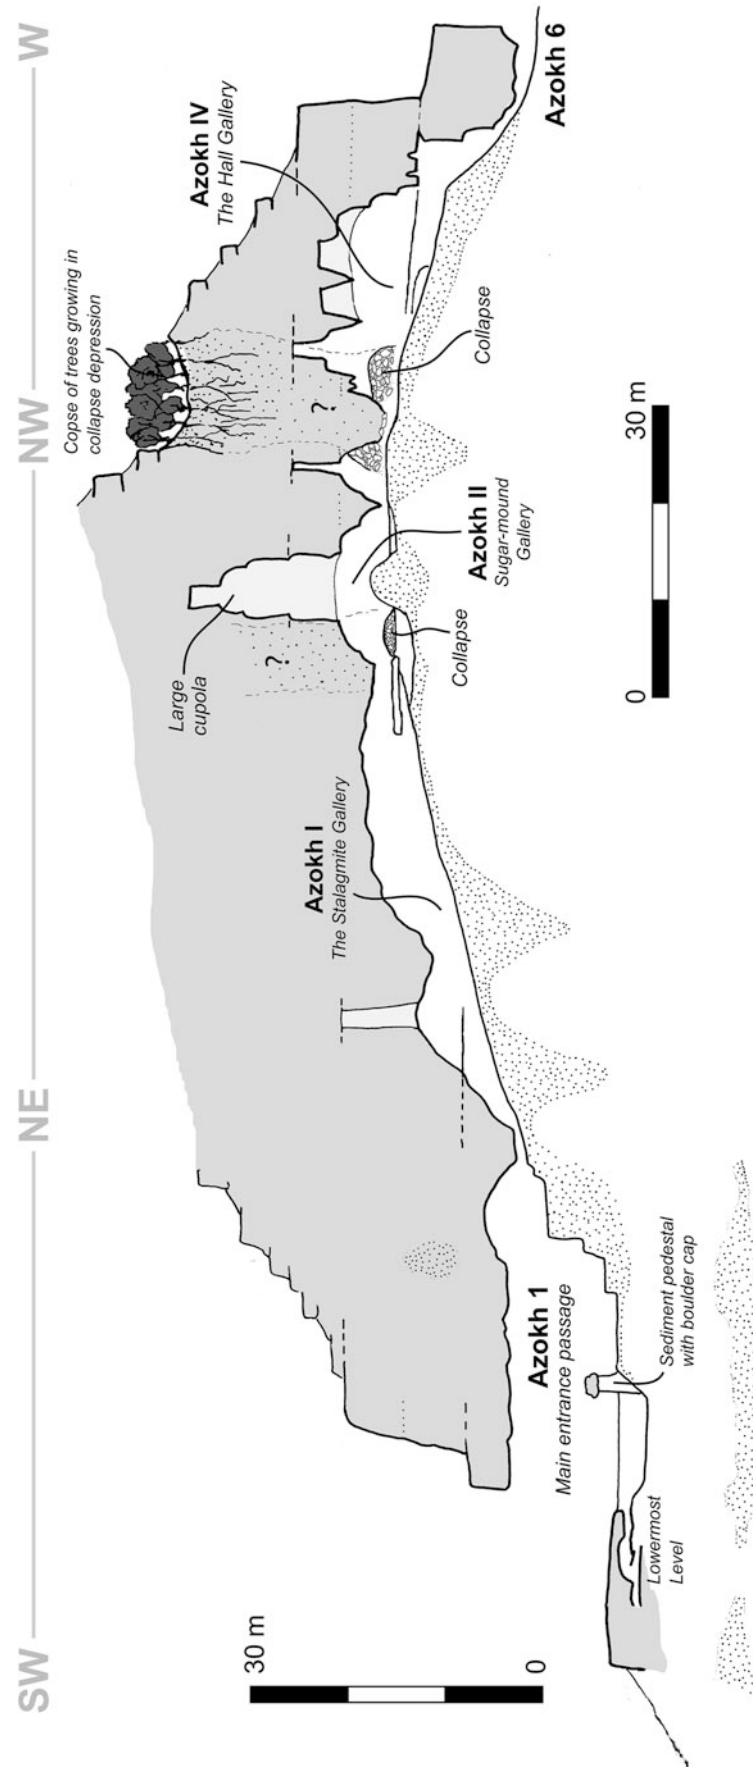 SW
NE
NW
W
Copse of trees growing in
collapse depression
Azokh IV
The Hall Gallery
Large
cupola
?
?
Azokh I
The Stalagmite Gallery
Collapse
Azokh II
Sugar-mound
Gallery
Collapse
Azokh 6
Azokh 1
Main entrance passage
Sediment pedestal
with boulder cap
Lowermost
Level
30 m
0
0
30 m